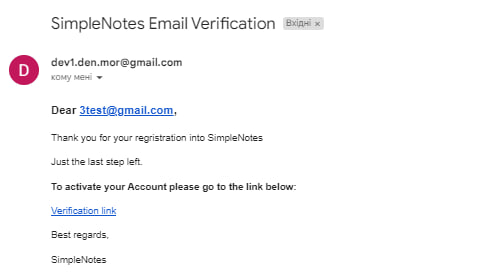 SimpleNotes Email Verification Вхідні ×
D
dev1.den.mor@gmail.com
кому мені
Dear 3test@gmail.com,
Thank you for your regristration into SimpleNotes
Just the last step left.
To activate your Account please go to the link below:
Verification link
Best regards,
SimpleNotes